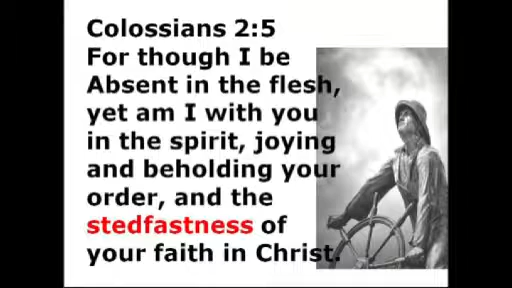 Colossians 2:5
For though I be
Absent in the flesh,
yet am I with you
in the spirit, joying
and beholding your
order, and the
stedfastness of
your faith in Christ.